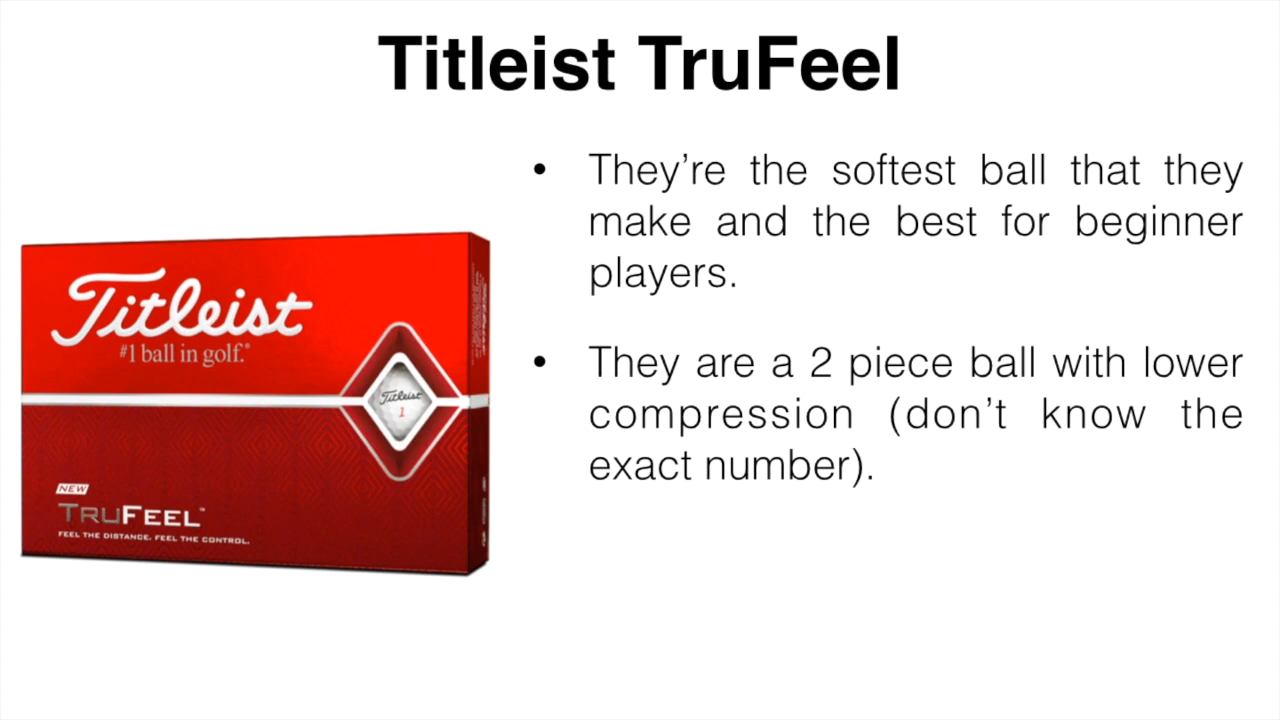 Titleist TruFeel
• They’re the softest ball that they
make and the best for beginner
players.
• They are a 2 piece ball with lower
compression (don’t know the
exact number).
Titleist
#1 ball in golf.®
Titleist
1
NEW
TRUFEEL™
FEEL THE DISTANCE. FEEL THE CONTROL.